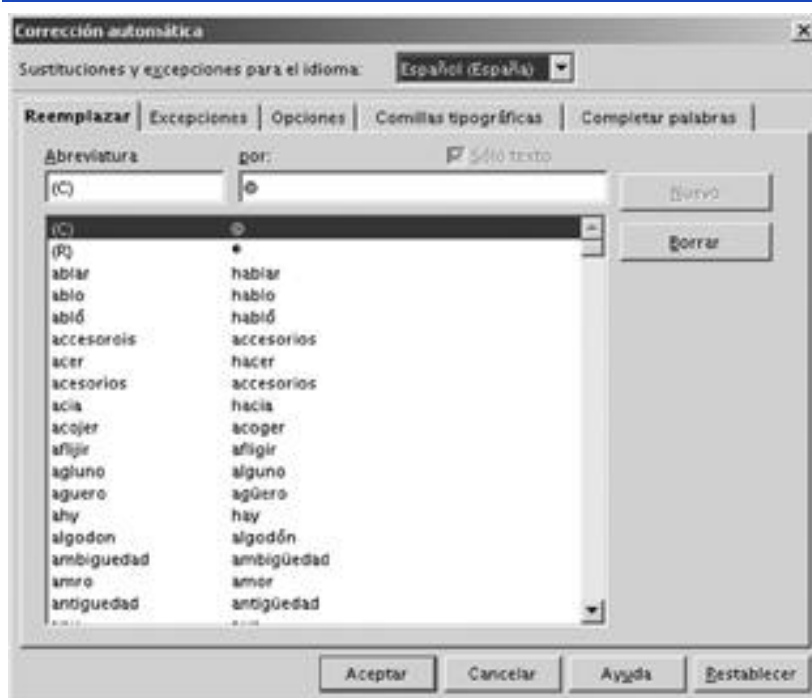 Corrección automática
Sustituciones y excepciones para el idioma: Español (España)
Reemplazar Excepciones Opciones Comillas tipográficas Completar palabras
Abreviatura por: Sólo texto
(C) © Nuevo
(C) ©
(R) ® Borrar
ablar hablar
ablo hablo
abló habló
accesorois accesorios
acer hacer
acesorios accesorios
acia hacia
acojer acoger
aflijir afligir
agluno alguno
aguero agüero
ahy hay
algodon algodón
ambiguedad ambigüedad
amro amor
antiguedad antigüedad
Aceptar Cancelar Ayuda Restablecer